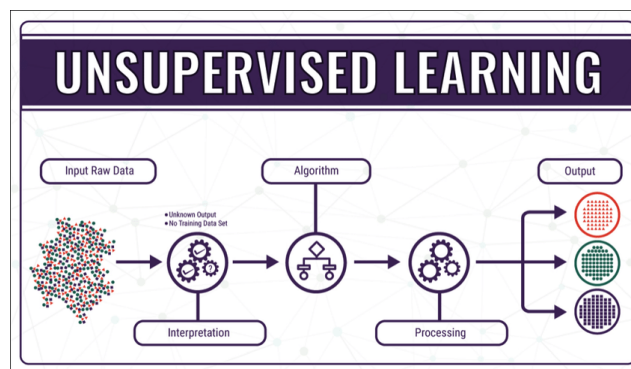 UNSUPERVISED LEARNING
Input Raw Data
Algorithm
Output
• Unknown Output
• No Training Data Set
Interpretation
Processing